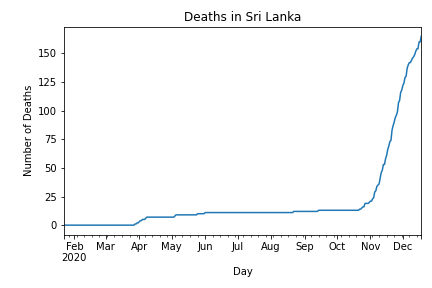 Deaths in Sri Lanka
Number of Deaths
150
125
100
75
50
25
0
Feb Mar Apr May Jun Jul Aug Sep Oct Nov Dec
2020
Day